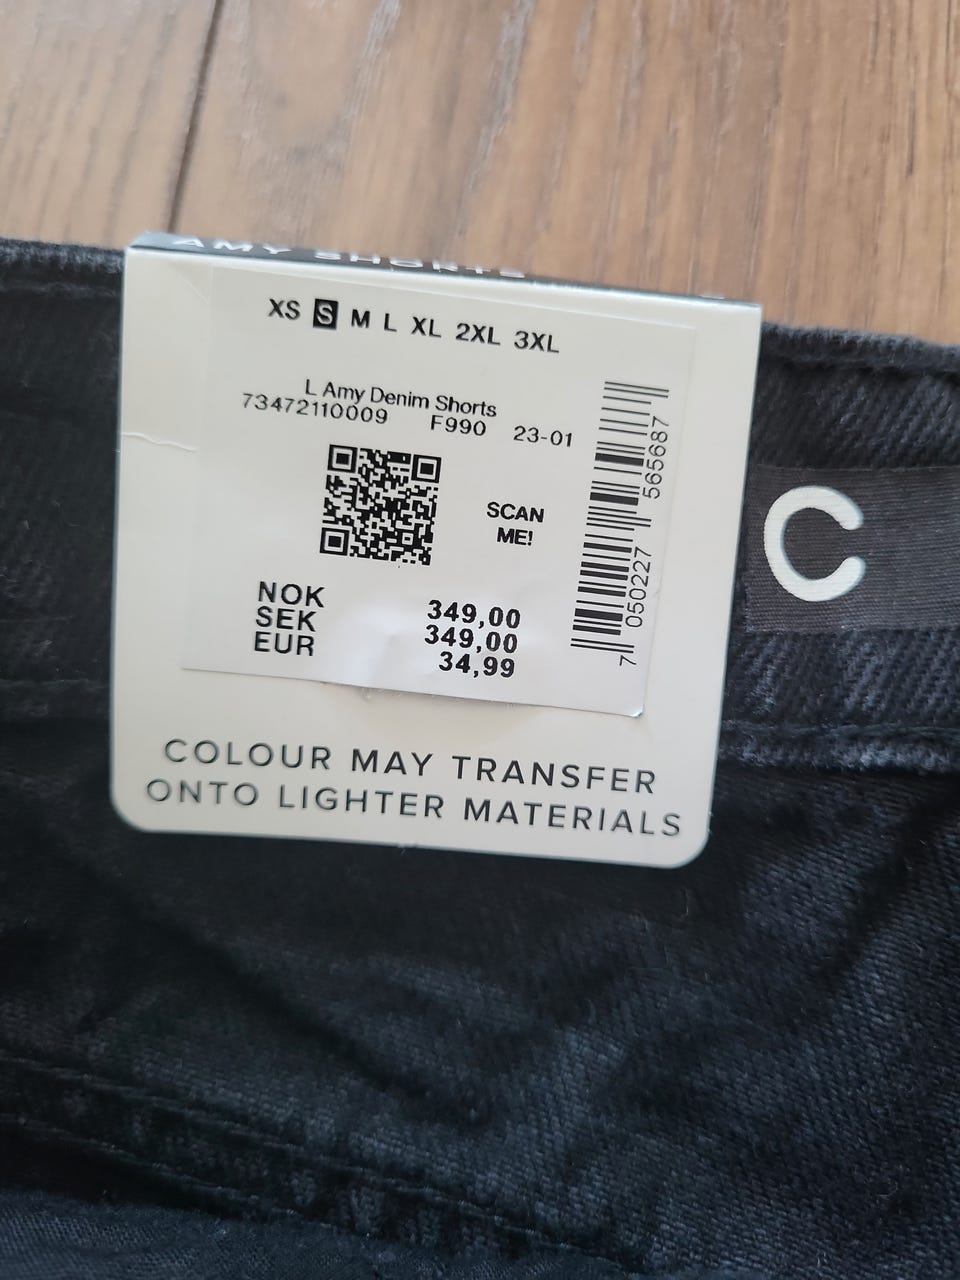 AMY SHORTS
XS S M L XL 2XL 3XL
L Amy Denim Shorts
73472110009 F990 23-01
SCAN
ME!
NOK 349,00
SEK 349,00
EUR 34,99
7 050227 565687
COLOUR MAY TRANSFER
ONTO LIGHTER MATERIALS
C